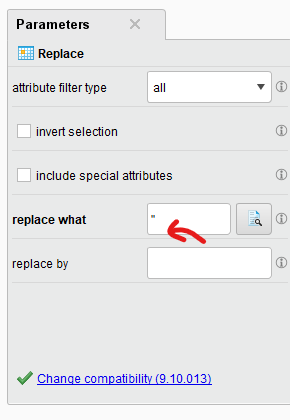 Parameters
Replace
attribute filter type
all
invert selection
include special attributes
replace what
"
replace by
Change compatibility (9.10.013)